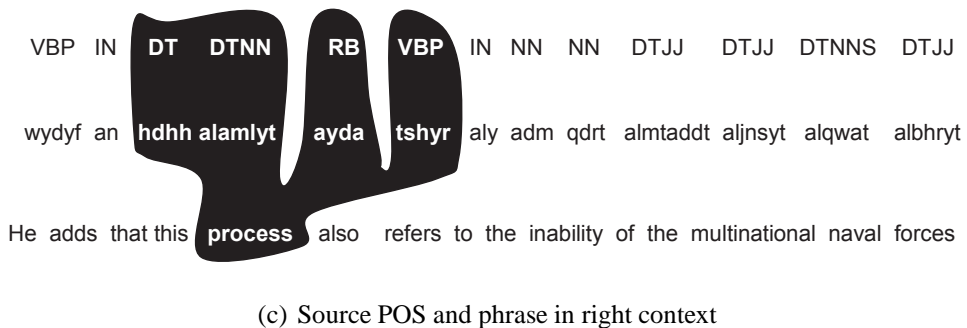 VBP IN DT DTNN RB VBP IN NN NN DTJJ DTJJ DTNNS DTJJ
wydyf an hdhh alamlyt ayda tshyr aly adm qdrt almtaddt aljnsyt alqwat albhryt
He adds that this process also refers to the inability of the multinational naval forces
(c) Source POS and phrase in right context